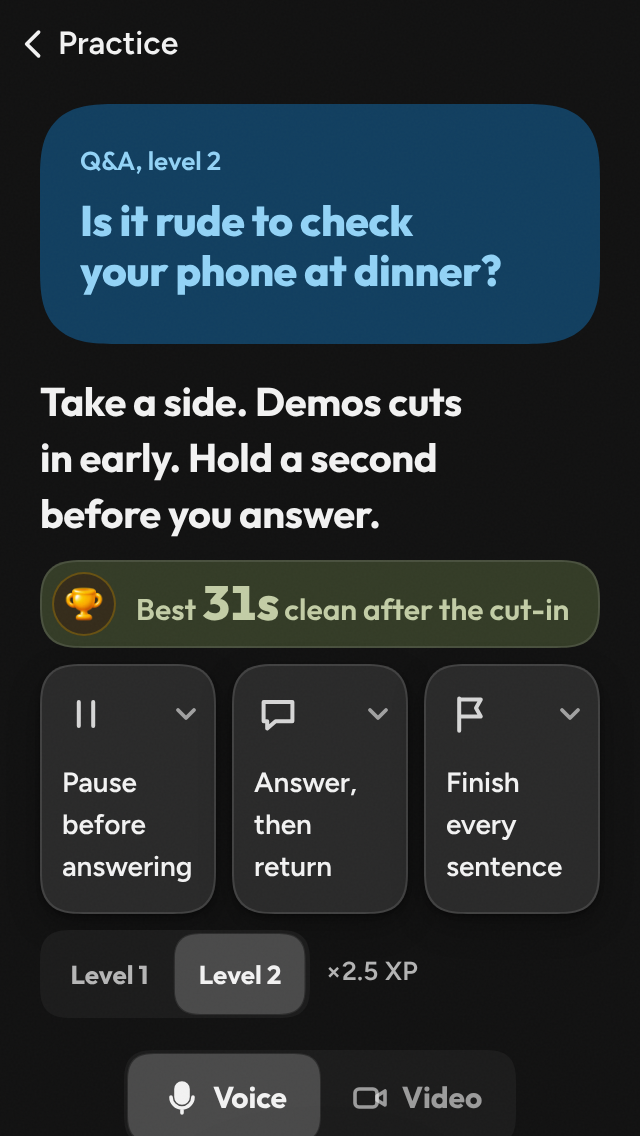 Practice
Q&A, level 2
Is it rude to check
your phone at dinner?
Take a side. Demos cuts
in early. Hold a second
before you answer.
Best 31s clean after the cut-in
Pause
before
answering
Answer,
then
return
Finish
every
sentence
Level 1 Level 2 ×2.5 XP
Voice Video